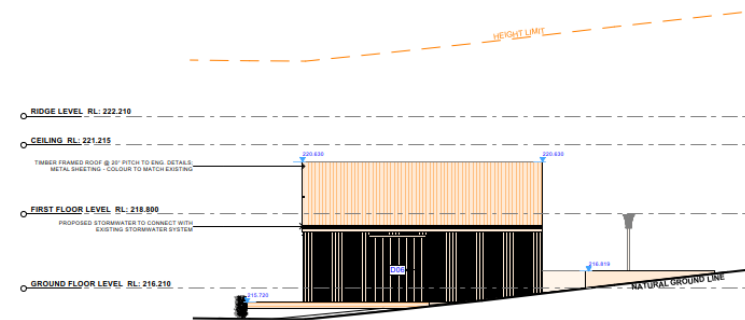 HEIGHT LIMIT
RIDGE LEVEL RL: 222.210
CEILING RL: 221.215
220.630
220.630
TIMBER FRAMED ROOF @ 20° PITCH TO ENG. DETAILS;
METAL SHEETING - COLOUR TO MATCH EXISTING
FIRST FLOOR LEVEL RL: 218.800
PROPOSED STORMWATER TO CONNECT WITH
EXISTING STORMWATER SYSTEM
D06
216.819
GROUND FLOOR LEVEL RL: 216.210
NATURAL GROUND LINE
215.720